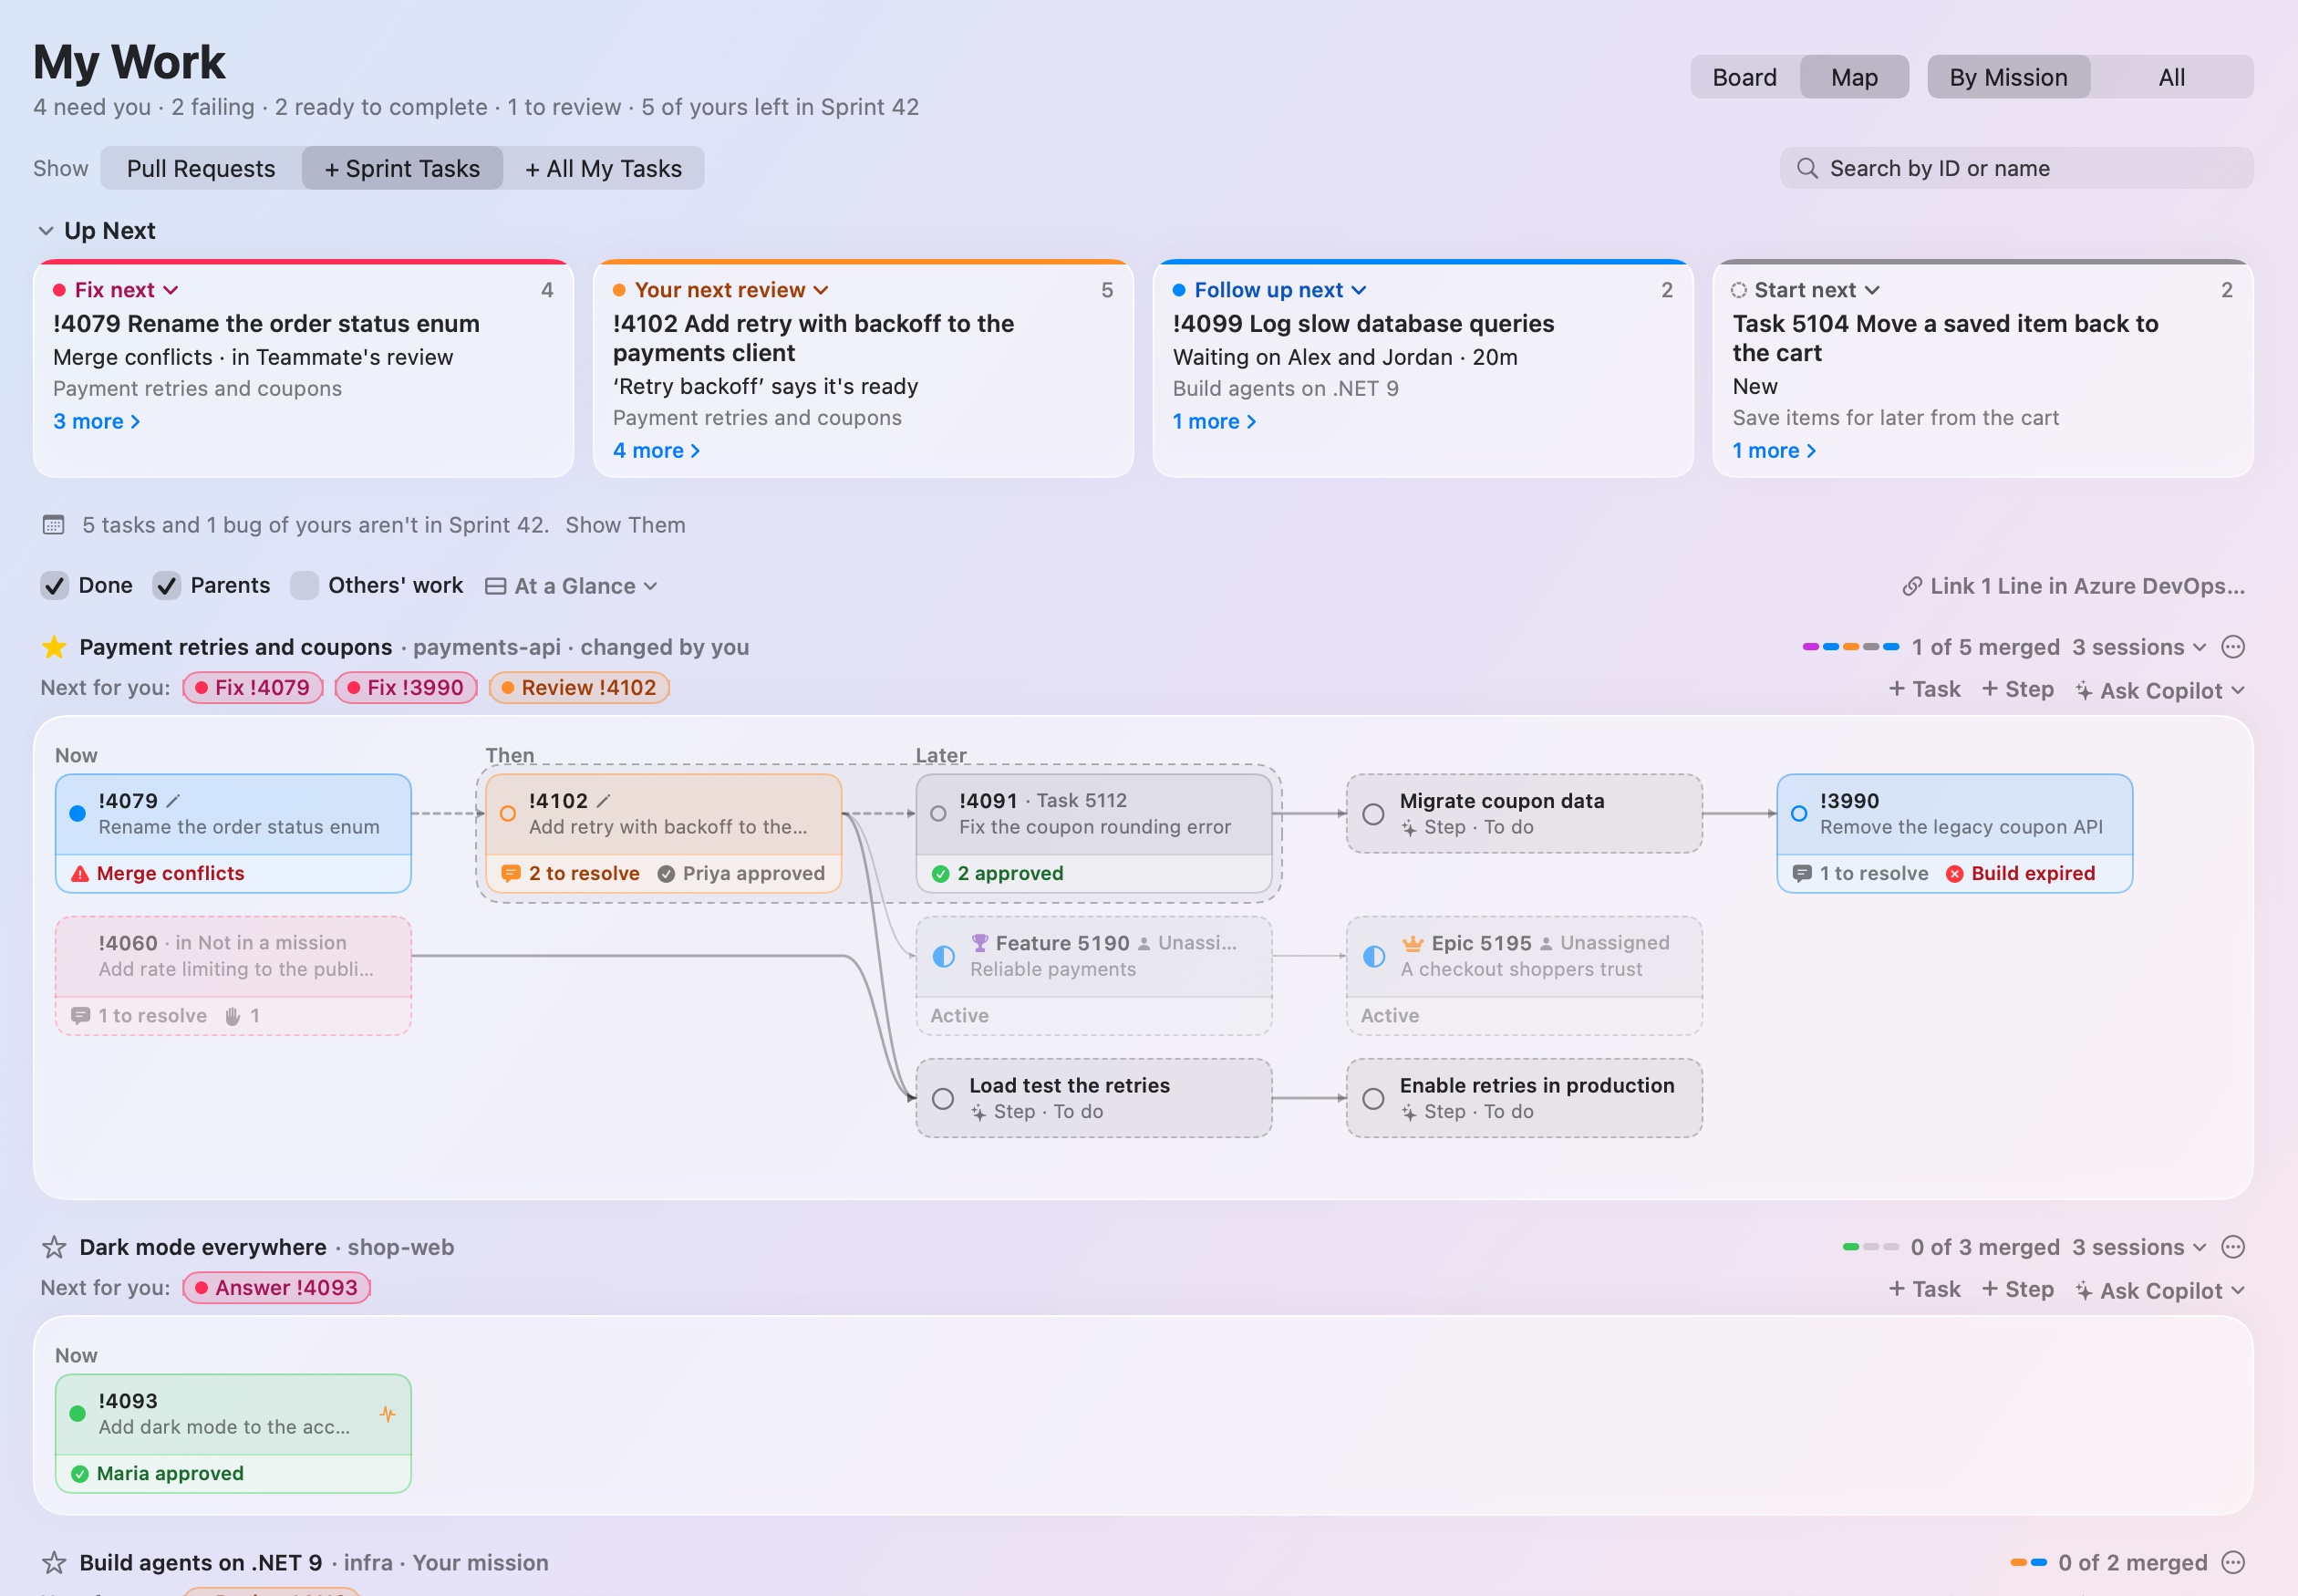 My Work
4 need you · 2 failing · 2 ready to complete · 1 to review · 5 of yours left in Sprint 42
Board Map By Mission All
Show Pull Requests + Sprint Tasks + All My Tasks
Search by ID or name
Up Next
Fix next 4
!4079 Rename the order status enum
Merge conflicts · in Teammate's review
Payment retries and coupons
3 more
Your next review 5
!4102 Add retry with backoff to the
payments client
‘Retry backoff’ says it's ready
Payment retries and coupons
4 more
Follow up next 2
!4099 Log slow database queries
Waiting on Alex and Jordan · 20m
Build agents on .NET 9
1 more
Start next 2
Task 5104 Move a saved item back to
the cart
New
Save items for later from the cart
1 more
5 tasks and 1 bug of yours aren't in Sprint 42. Show Them
Done Parents Others' work At a Glance
Link 1 Line in Azure DevOps...
Payment retries and coupons · payments-api · changed by you
1 of 5 merged 3 sessions
Next for you: Fix !4079 Fix !3990 Review !4102
+ Task + Step Ask Copilot
Now Then Later
!4079
Rename the order status enum
Merge conflicts
!4102
Add retry with backoff to the...
2 to resolve Priya approved
!4091 · Task 5112
Fix the coupon rounding error
2 approved
Migrate coupon data
Step · To do
!3990
Remove the legacy coupon API
1 to resolve Build expired
!4060 · in Not in a mission
Add rate limiting to the publi...
1 to resolve 1
Feature 5190 Unassi...
Reliable payments
Active
Epic 5195 Unassigned
A checkout shoppers trust
Active
Load test the retries
Step · To do
Enable retries in production
Step · To do
Dark mode everywhere · shop-web
0 of 3 merged 3 sessions
Next for you: Answer !4093
+ Task + Step Ask Copilot
Now
!4093
Add dark mode to the acc...
Maria approved
Build agents on .NET 9 · infra · Your mission
0 of 2 merged